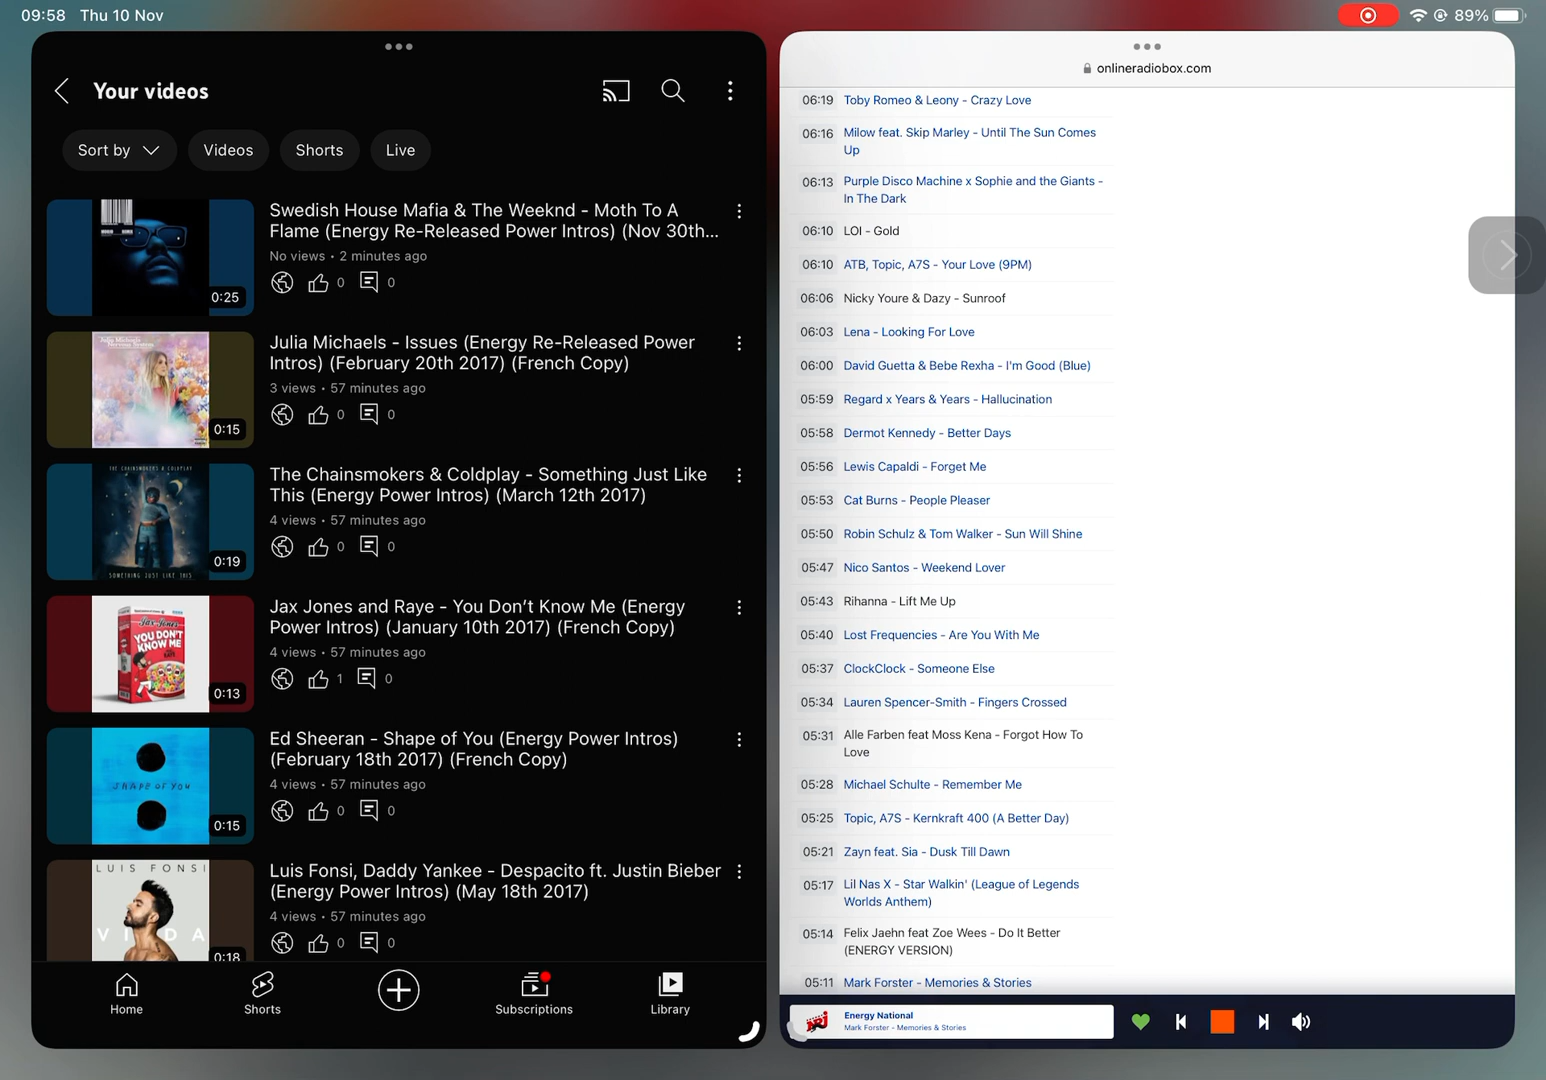 09:58 Thu 10 Nov
89%
Your videos
Sort by
Videos
Shorts
Live
Swedish House Mafia & The Weeknd - Moth To A
Flame (Energy Re-Released Power Intros) (Nov 30th...
No views • 2 minutes ago
0 0
0:25
Julia Michaels - Issues (Energy Re-Released Power
Intros) (February 20th 2017) (French Copy)
3 views • 57 minutes ago
0 0
0:15
The Chainsmokers & Coldplay - Something Just Like
This (Energy Power Intros) (March 12th 2017)
4 views • 57 minutes ago
0 0
THE CHAINSMOKERS & COLDPLAY
SOMETHING JUST LIKE THIS
0:19
Jax Jones and Raye - You Don’t Know Me (Energy
Power Intros) (January 10th 2017) (French Copy)
4 views • 57 minutes ago
1 0
Jax Jones
YOU DON'T
KNOW ME
0:13
Ed Sheeran - Shape of You (Energy Power Intros)
(February 18th 2017) (French Copy)
4 views • 57 minutes ago
0 0
SHAPE OF YOU
0:15
Luis Fonsi, Daddy Yankee - Despacito ft. Justin Bieber
(Energy Power Intros) (May 18th 2017)
4 views • 57 minutes ago
0 0
LUIS FONSI
VIDA
0:18
Home
Shorts
Subscriptions
Library
onlineradiobox.com
06:19 Toby Romeo & Leony - Crazy Love
06:16 Milow feat. Skip Marley - Until The Sun Comes
Up
06:13 Purple Disco Machine x Sophie and the Giants -
In The Dark
06:10 LOI - Gold
06:10 ATB, Topic, A7S - Your Love (9PM)
06:06 Nicky Youre & Dazy - Sunroof
06:03 Lena - Looking For Love
06:00 David Guetta & Bebe Rexha - I'm Good (Blue)
05:59 Regard x Years & Years - Hallucination
05:58 Dermot Kennedy - Better Days
05:56 Lewis Capaldi - Forget Me
05:53 Cat Burns - People Pleaser
05:50 Robin Schulz & Tom Walker - Sun Will Shine
05:47 Nico Santos - Weekend Lover
05:43 Rihanna - Lift Me Up
05:40 Lost Frequencies - Are You With Me
05:37 ClockClock - Someone Else
05:34 Lauren Spencer-Smith - Fingers Crossed
05:31 Alle Farben feat Moss Kena - Forgot How To
Love
05:28 Michael Schulte - Remember Me
05:25 Topic, A7S - Kernkraft 400 (A Better Day)
05:21 Zayn feat. Sia - Dusk Till Dawn
05:17 Lil Nas X - Star Walkin' (League of Legends
Worlds Anthem)
05:14 Felix Jaehn feat Zoe Wees - Do It Better
(ENERGY VERSION)
05:11 Mark Forster - Memories & Stories
NRJ
Energy National
Mark Forster - Memories & Stories